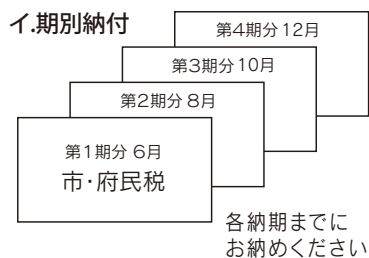 イ.期別納付
第4期分 12月
第3期分 10月
第2期分 8月
第1期分 6月
市･府民税
各納期までに
お納めください